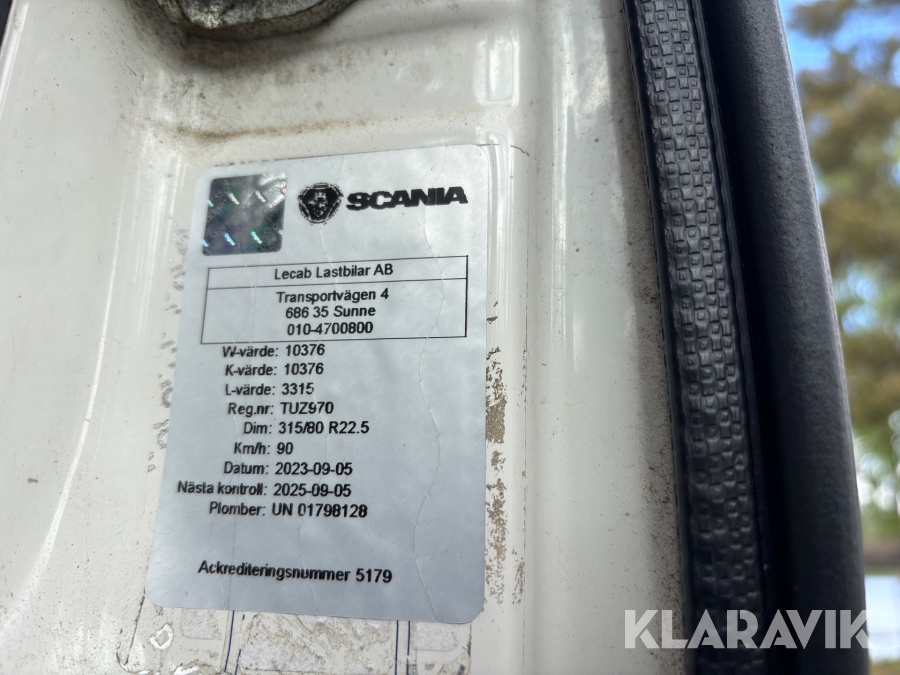 SCANIA
Lecab Lastbilar AB
Transportvägen 4
686 35 Sunne
010-4700800
W-värde: 10376
K-värde: 10376
L-värde: 3315
Reg.nr: TUZ970
Dim: 315/80 R22.5
Km/h: 90
Datum: 2023-09-05
Nästa kontroll: 2025-09-05
Plomber: UN 01798128
Ackrediteringsnummer 5179
KLARAVIK